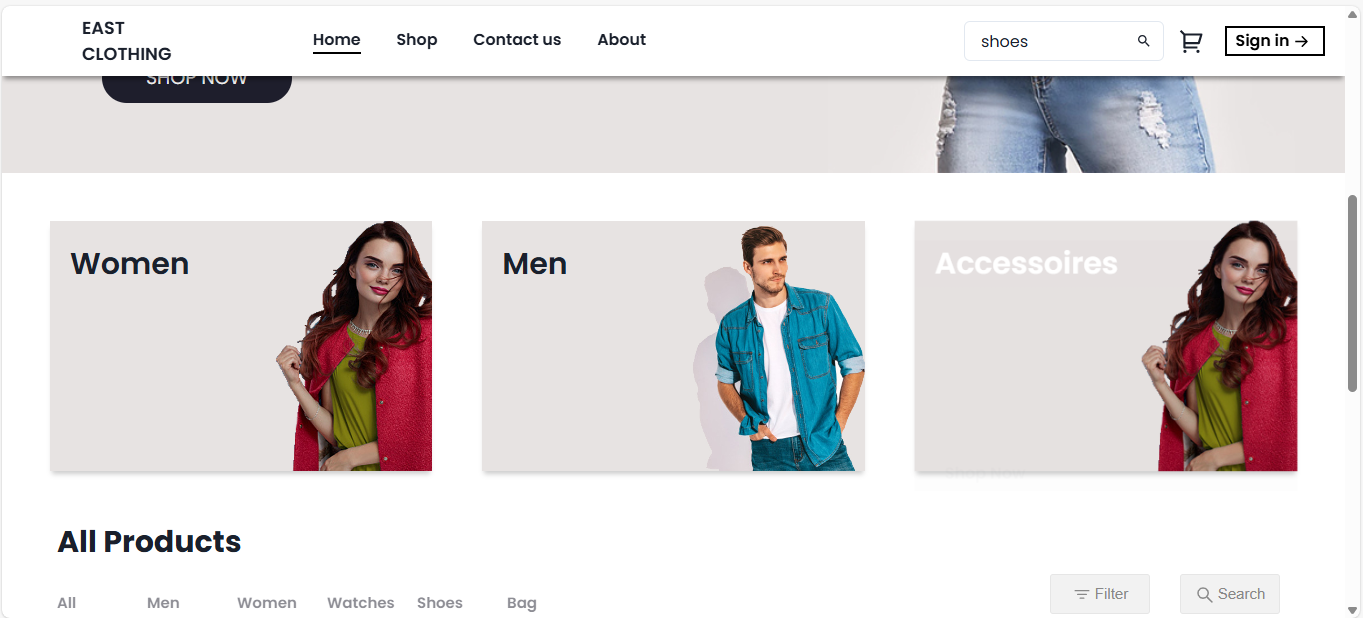 EAST
CLOTHING
Home
Shop
Contact us
About
shoes
Sign in →
SHOP NOW
Women
Men
Accessoires
All Products
All
Men
Women
Watches
Shoes
Bag
Filter
Search